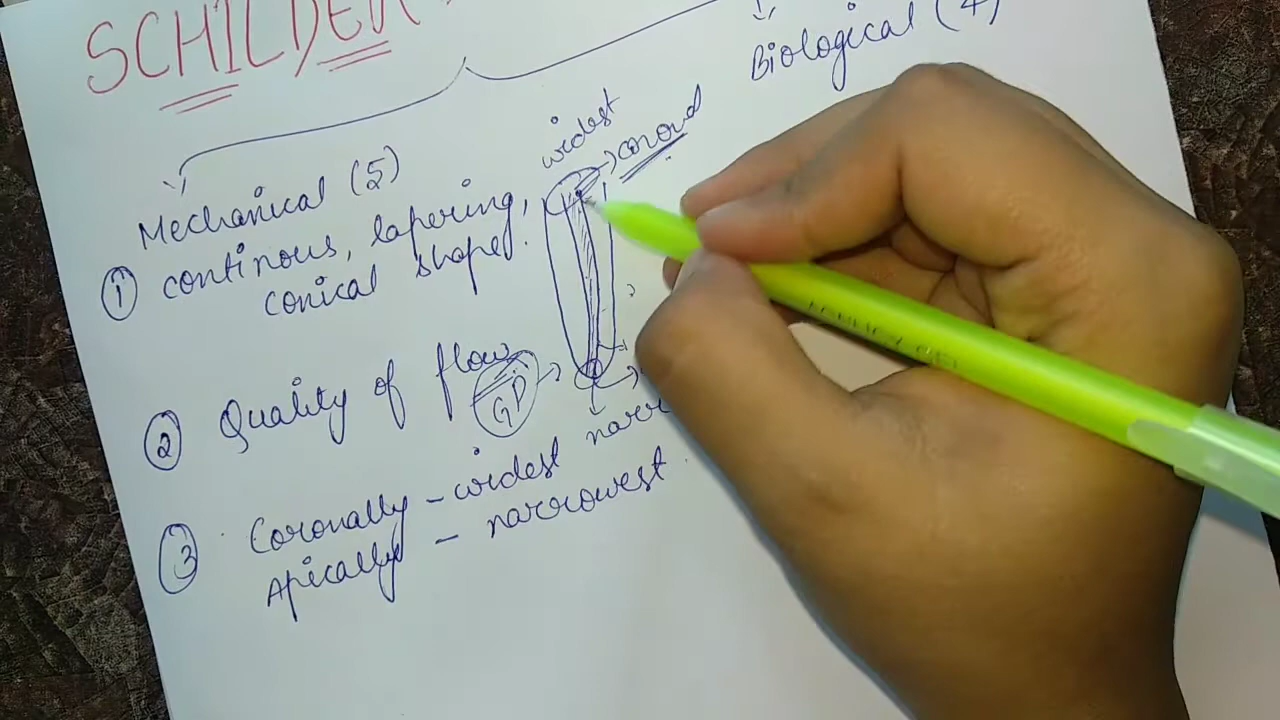 SCHILDER
Biological (4)
Mechanical (5)
widest
coronal
① continous, tapering,
conical shape.
② Quality of flow
GP
③ Coronally - widest
Apically - narrowest